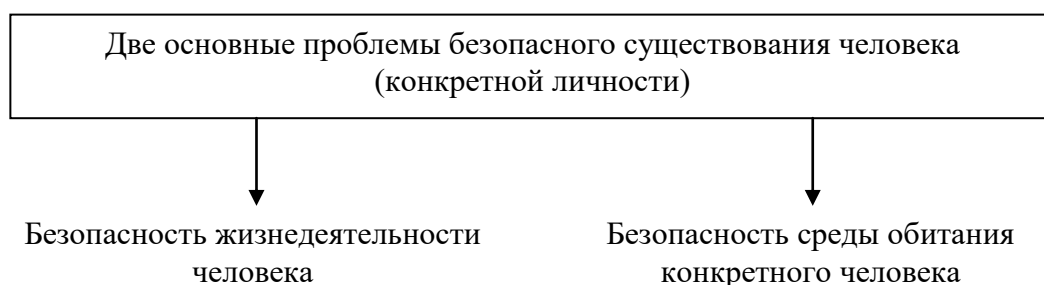 Две основные проблемы безопасного существования человека
(конкретной личности)
Безопасность жизнедеятельности
человека
Безопасность среды обитания
конкретного человека